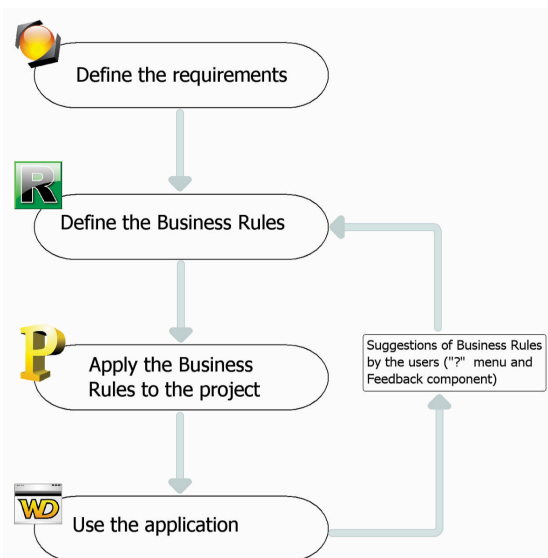 Define the requirements
R
Define the Business Rules
P
Apply the Business
Rules to the project
Suggestions of Business Rules
by the users ("?" menu and
Feedback component)
WD
Use the application